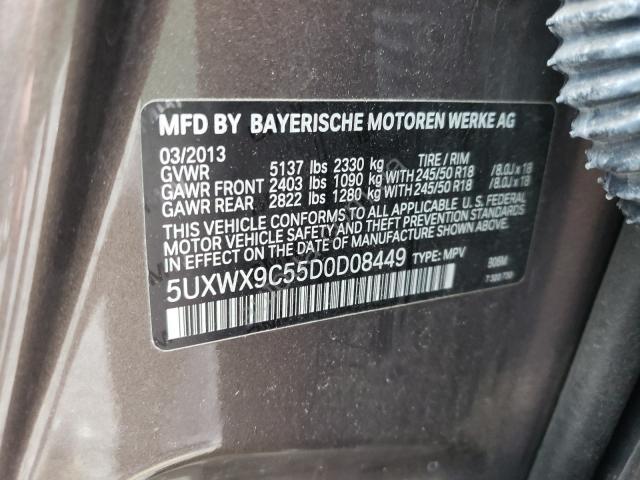 MFD BY BAYERISCHE MOTOREN WERKE AG
03/2013 TIRE / RIM
GVWR 5137 lbs 2330 kg
GAWR FRONT 2403 lbs 1090 kg WITH 245/50 R18 /8.0J x 18
GAWR REAR 2822 lbs 1280 kg WITH 245/50 R18 /8.0J x 18
THIS VEHICLE CONFORMS TO ALL APPLICABLE U. S. FEDERAL
MOTOR VEHICLE SAFETY, BUMPER AND THEFT PREVENTION STANDARDS
IN EFFECT ON THE DATE OF MANUFACTURE SHOWN ABOVE.
5UXWX9C55D0D08449 TYPE: MPV